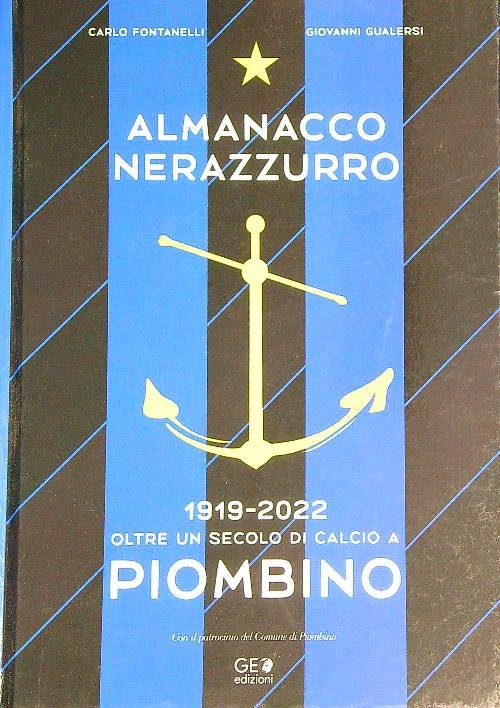 CARLO FONTANELLI GIOVANNI GUALERSI
ALMANACCO
NERAZZURRO
1919-2022
OLTRE UN SECOLO DI CALCIO A
PIOMBINO
Con il patrocinio del Comune di Piombino
GEO
edizioni